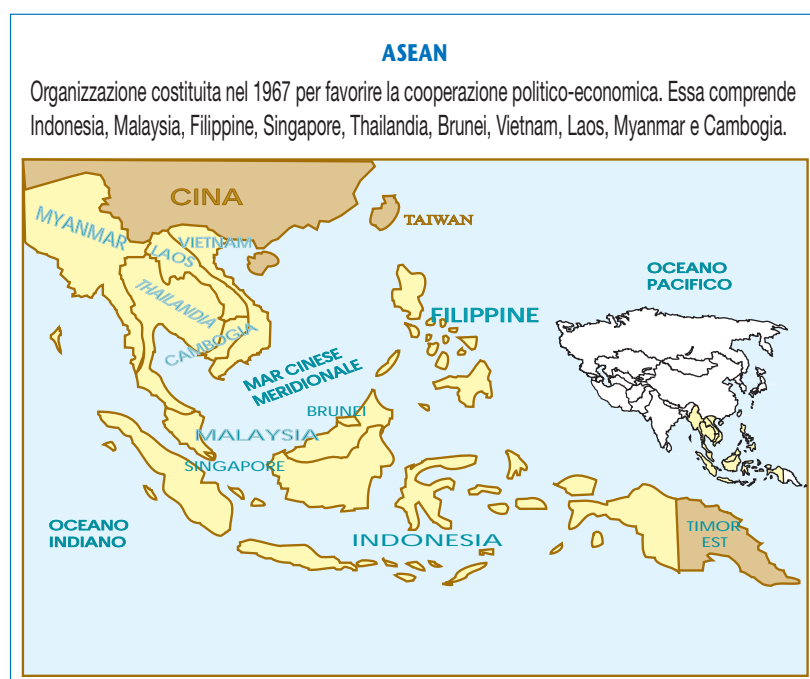 ASEAN
Organizzazione costituita nel 1967 per favorire la cooperazione politico-economica. Essa comprende
Indonesia, Malaysia, Filippine, Singapore, Thailandia, Brunei, Vietnam, Laos, Myanmar e Cambogia.
CINA
TAIWAN
MYANMAR
VIETNAM
LAOS
THAILANDIA
CAMBOGIA
OCEANO
PACIFICO
FILIPPINE
MAR CINESE
MERIDIONALE
BRUNEI
MALAYSIA
SINGAPORE
OCEANO
INDIANO
INDONESIA
TIMOR
EST